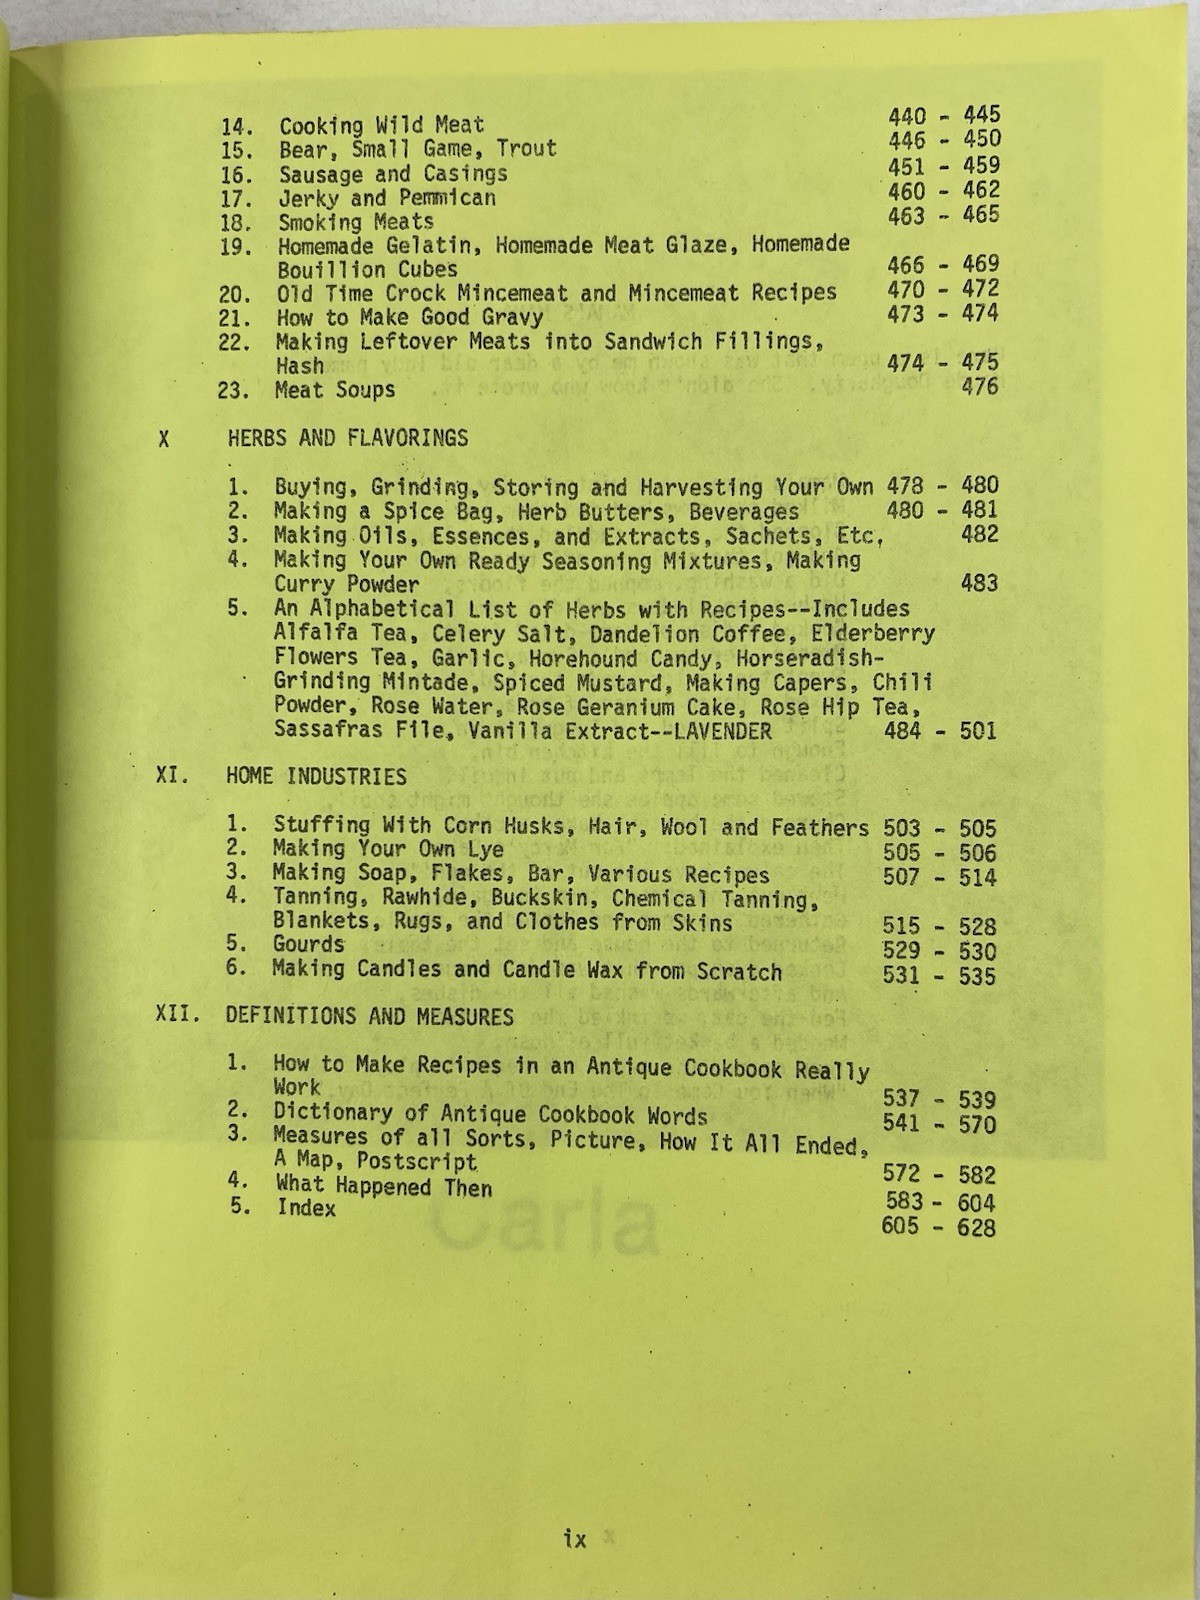 14. Cooking Wild Meat 440 - 445
15. Bear, Small Game, Trout 446 - 450
16. Sausage and Casings 451 - 459
17. Jerky and Pemmican 460 - 462
18. Smoking Meats 463 - 465
19. Homemade Gelatin, Homemade Meat Glaze, Homemade
Bouillion Cubes 466 - 469
20. Old Time Crock Mincemeat and Mincemeat Recipes 470 - 472
21. How to Make Good Gravy 473 - 474
22. Making Leftover Meats into Sandwich Fillings,
Hash 474 - 475
23. Meat Soups 476
X HERBS AND FLAVORINGS
1. Buying, Grinding, Storing and Harvesting Your Own 478 - 480
2. Making a Spice Bag, Herb Butters, Beverages 480 - 481
3. Making Oils, Essences, and Extracts, Sachets, Etc, 482
4. Making Your Own Ready Seasoning Mixtures, Making
Curry Powder 483
5. An Alphabetical List of Herbs with Recipes--Includes
Alfalfa Tea, Celery Salt, Dandelion Coffee, Elderberry
Flowers Tea, Garlic, Horehound Candy, Horseradish-
Grinding Mintade, Spiced Mustard, Making Capers, Chili
Powder, Rose Water, Rose Geranium Cake, Rose Hip Tea,
Sassafras File, Vanilla Extract--LAVENDER 484 - 501
XI. HOME INDUSTRIES
1. Stuffing With Corn Husks, Hair, Wool and Feathers 503 - 505
2. Making Your Own Lye 505 - 506
3. Making Soap, Flakes, Bar, Various Recipes 507 - 514
4. Tanning, Rawhide, Buckskin, Chemical Tanning,
Blankets, Rugs, and Clothes from Skins 515 - 528
5. Gourds 529 - 530
6. Making Candles and Candle Wax from Scratch 531 - 535
XII. DEFINITIONS AND MEASURES
1. How to Make Recipes in an Antique Cookbook Really
Work 537 - 539
2. Dictionary of Antique Cookbook Words 541 - 570
3. Measures of all Sorts, Picture, How It All Ended,
A Map, Postscript 572 - 582
4. What Happened Then 583 - 604
5. Index 605 - 628
Carla
ix